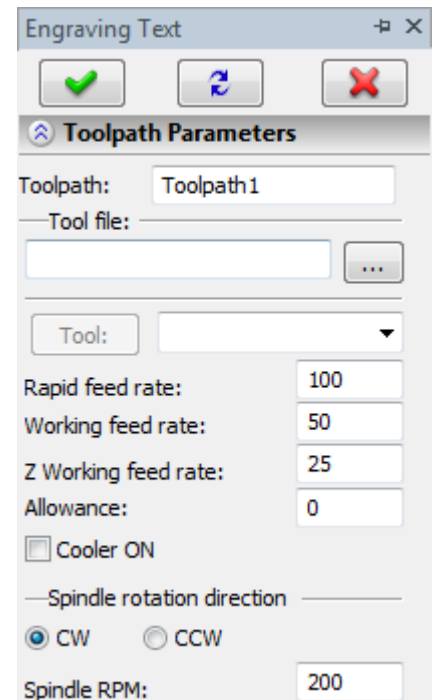 Engraving Text
Toolpath Parameters
Toolpath: Toolpath1
Tool file:
...
Tool:
Rapid feed rate: 100
Working feed rate: 50
Z Working feed rate: 25
Allowance: 0
Cooler ON
Spindle rotation direction
CW CCW
Spindle RPM: 200